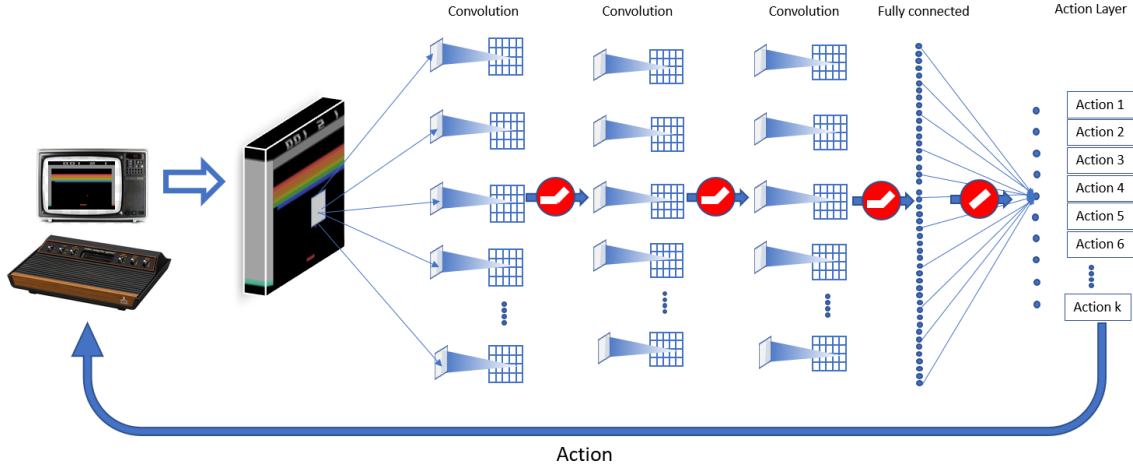 Convolution
Convolution
Convolution
Fully connected
Action Layer
Action 1
Action 2
Action 3
Action 4
Action 5
Action 6
Action k
Action